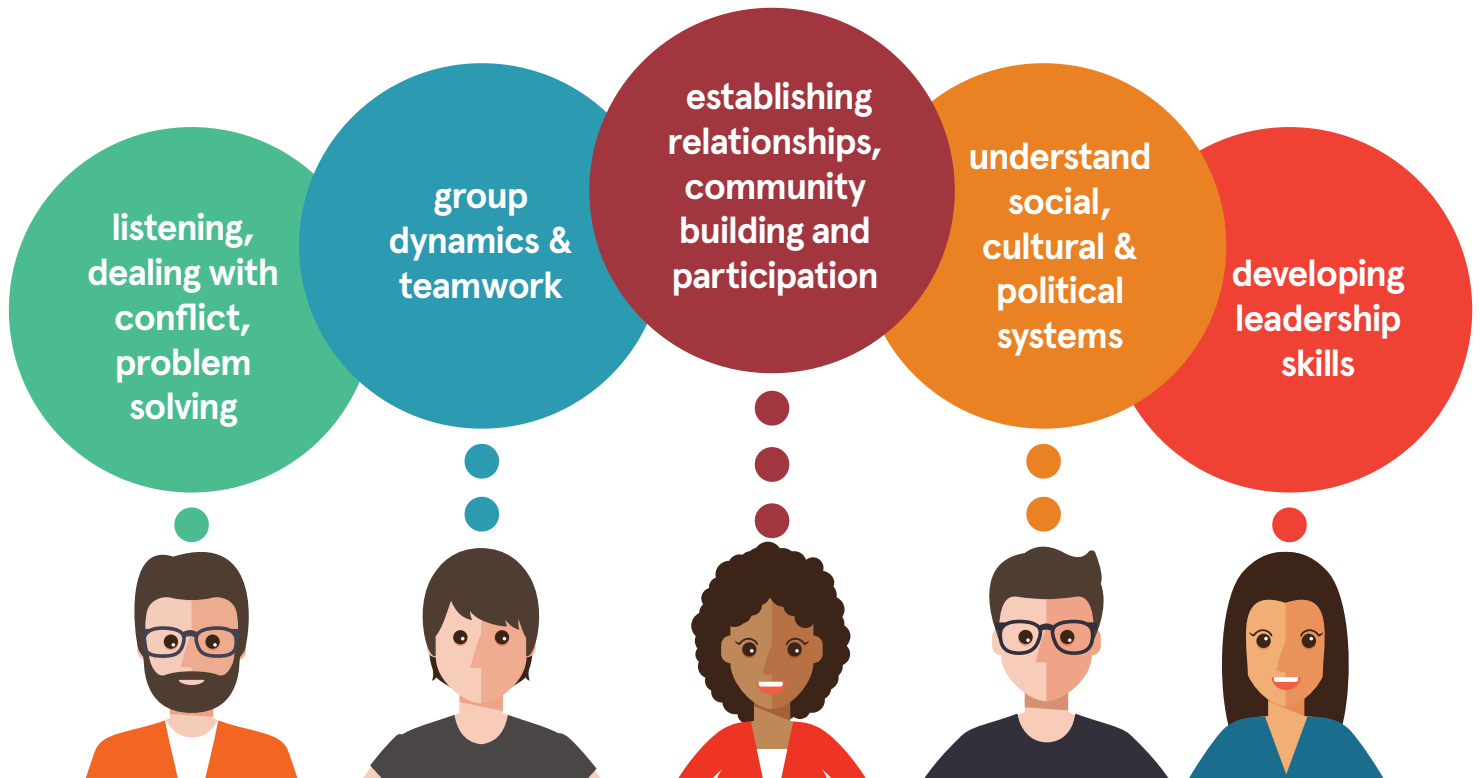 listening,
dealing with
conflict,
problem
solving
group
dynamics &
teamwork
establishing
relationships,
community
building and
participation
understand
social,
cultural &
political
systems
developing
leadership
skills